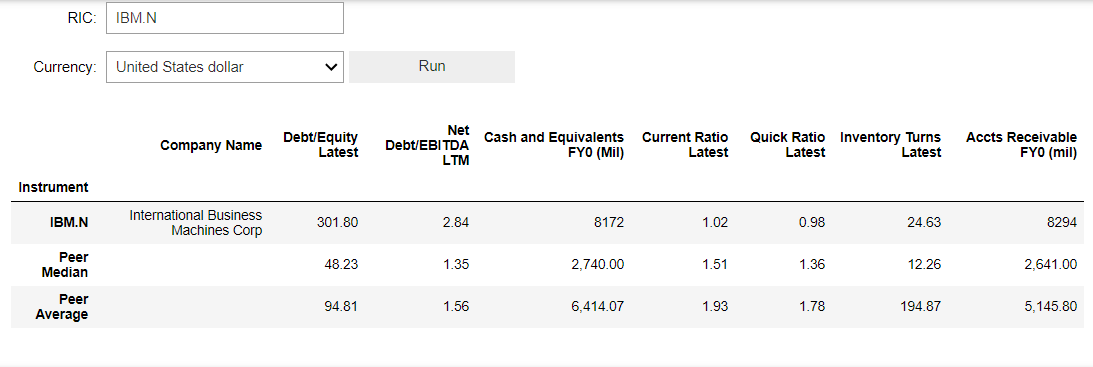 RIC: IBM.N
Currency: United States dollar Run
Company Name Debt/Equity Latest Net Debt/EBITDA LTM Cash and Equivalents FY0 (Mil) Current Ratio Latest Quick Ratio Latest Inventory Turns Latest Accts Receivable FY0 (mil)
Instrument
IBM.N International Business Machines Corp 301.80 2.84 8172 1.02 0.98 24.63 8294
Peer Median 48.23 1.35 2,740.00 1.51 1.36 12.26 2,641.00
Peer Average 94.81 1.56 6,414.07 1.93 1.78 194.87 5,145.80